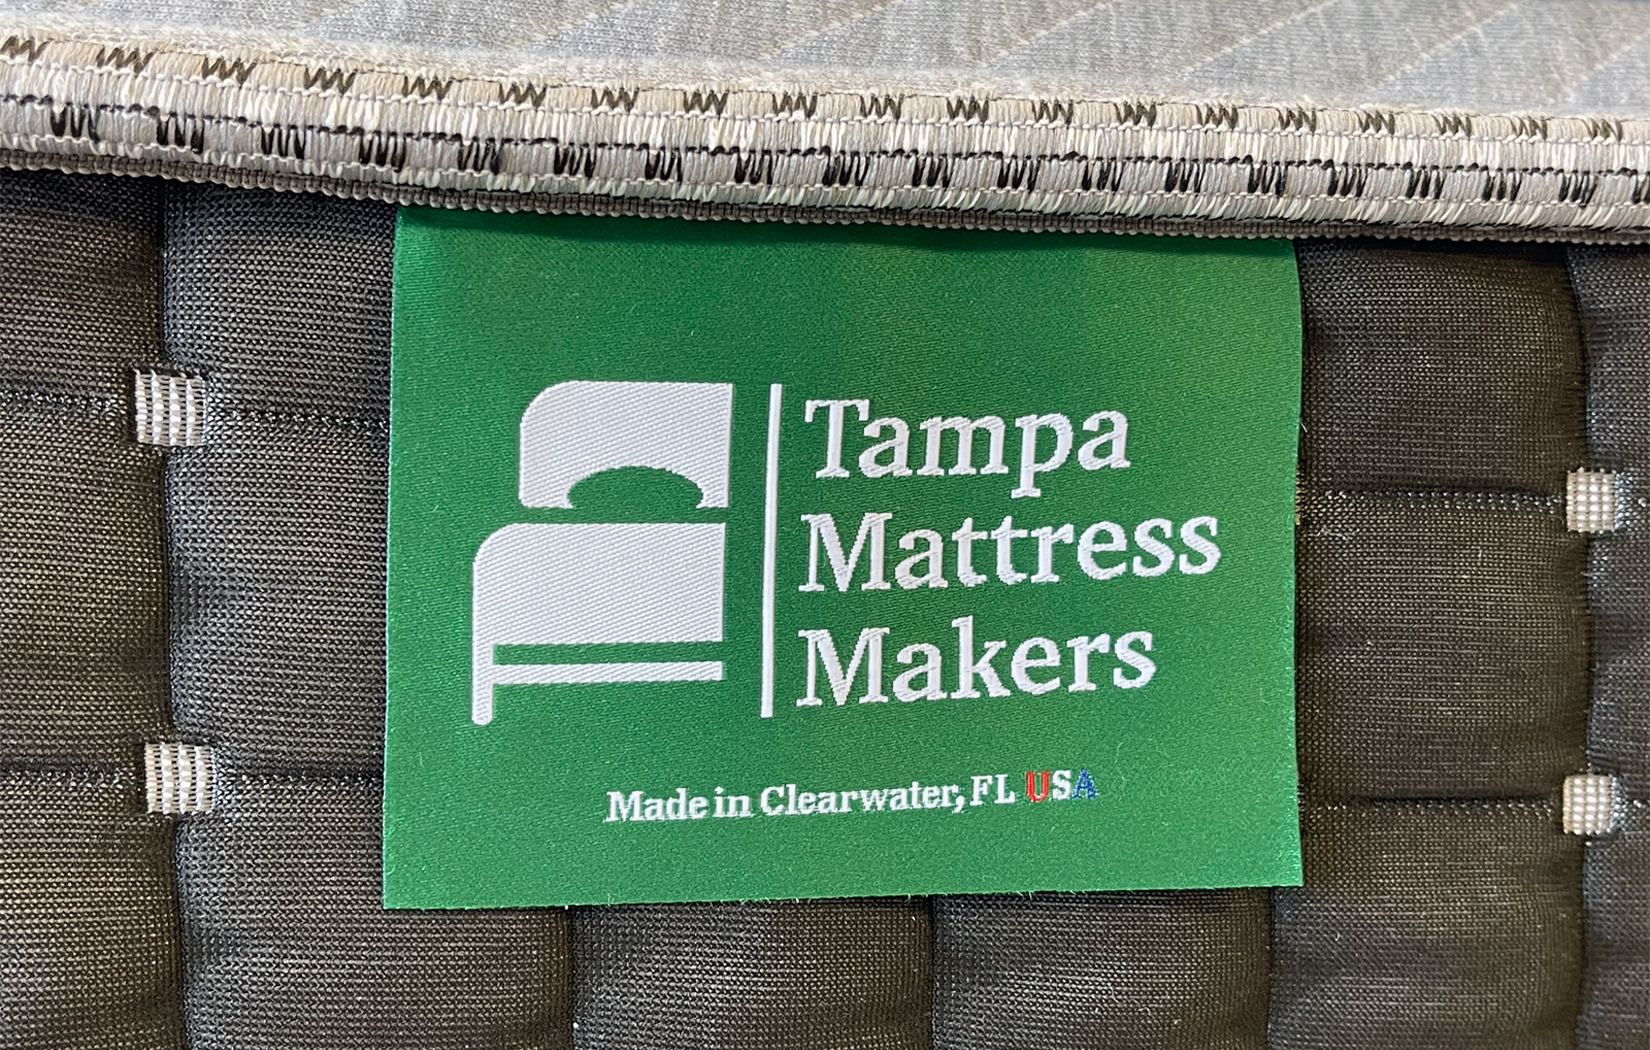 Tampa
Mattress
Makers
Made in Clearwater, FL USA